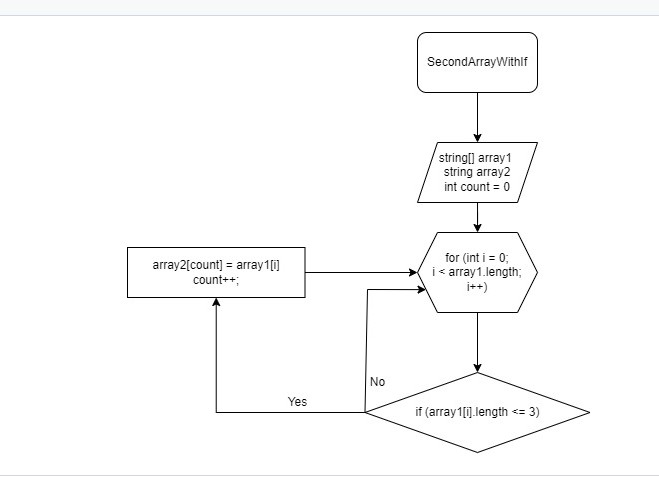 SecondArrayWithIf
string[] array1
string array2
int count = 0
for (int i = 0;
i < array1.length;
i++)
array2[count] = array1[i]
count++;
No
Yes
if (array1[i].length <= 3)